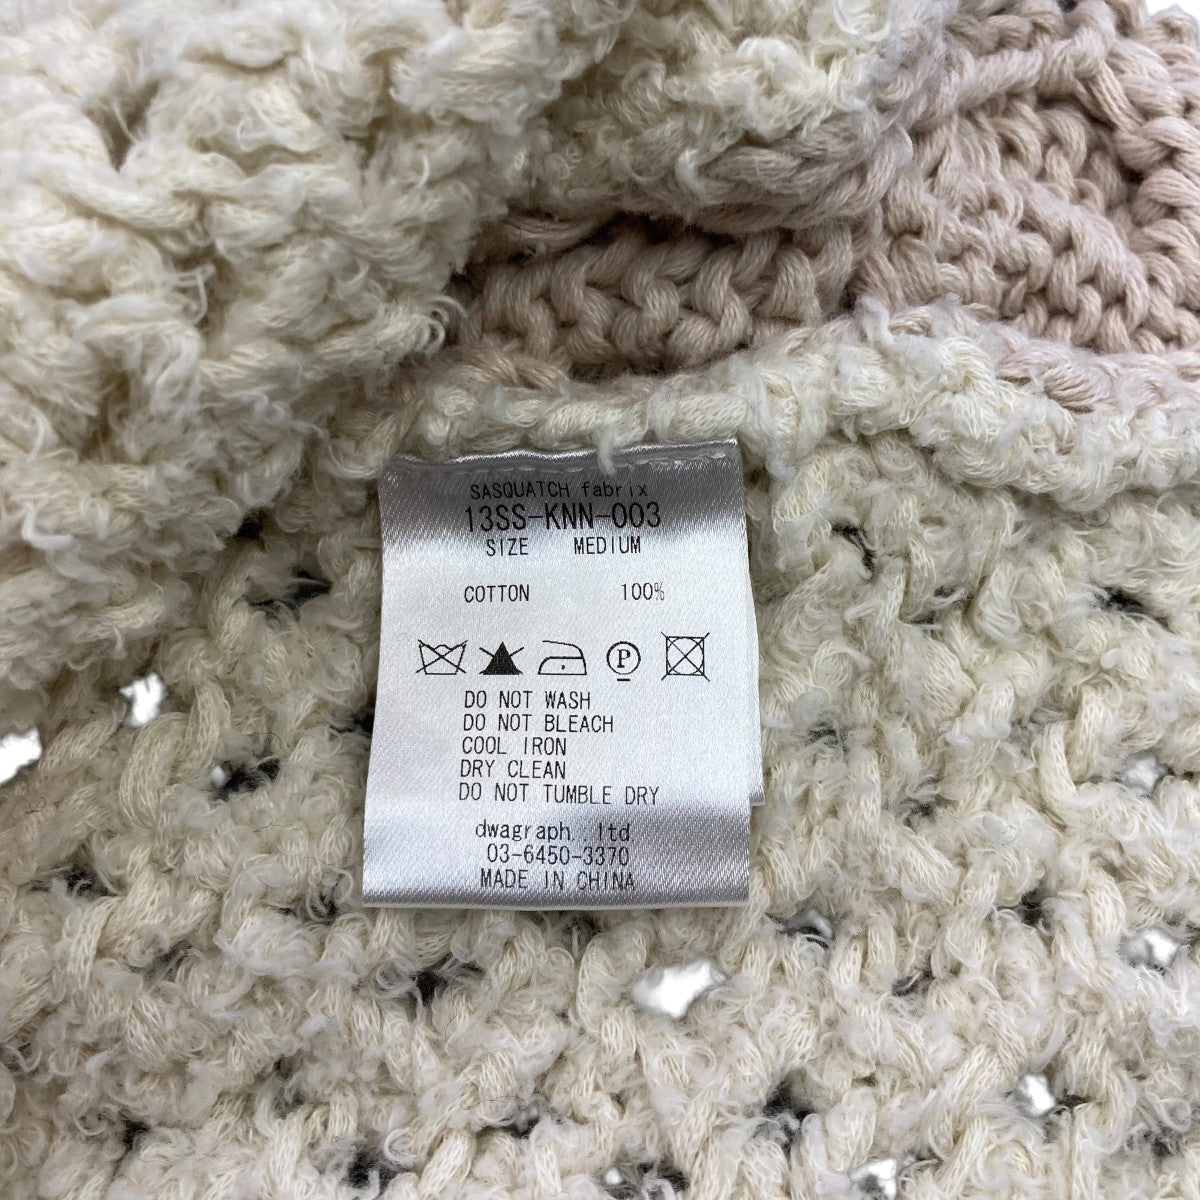 SASQUATCH fabrix
13SS-KNN-003
SIZE MEDIUM
COTTON 100%
P
DO NOT WASH
DO NOT BLEACH
COOL IRON
DRY CLEAN
DO NOT TUMBLE DRY
dwagraph.ltd
03-6450-3370
MADE IN CHINA